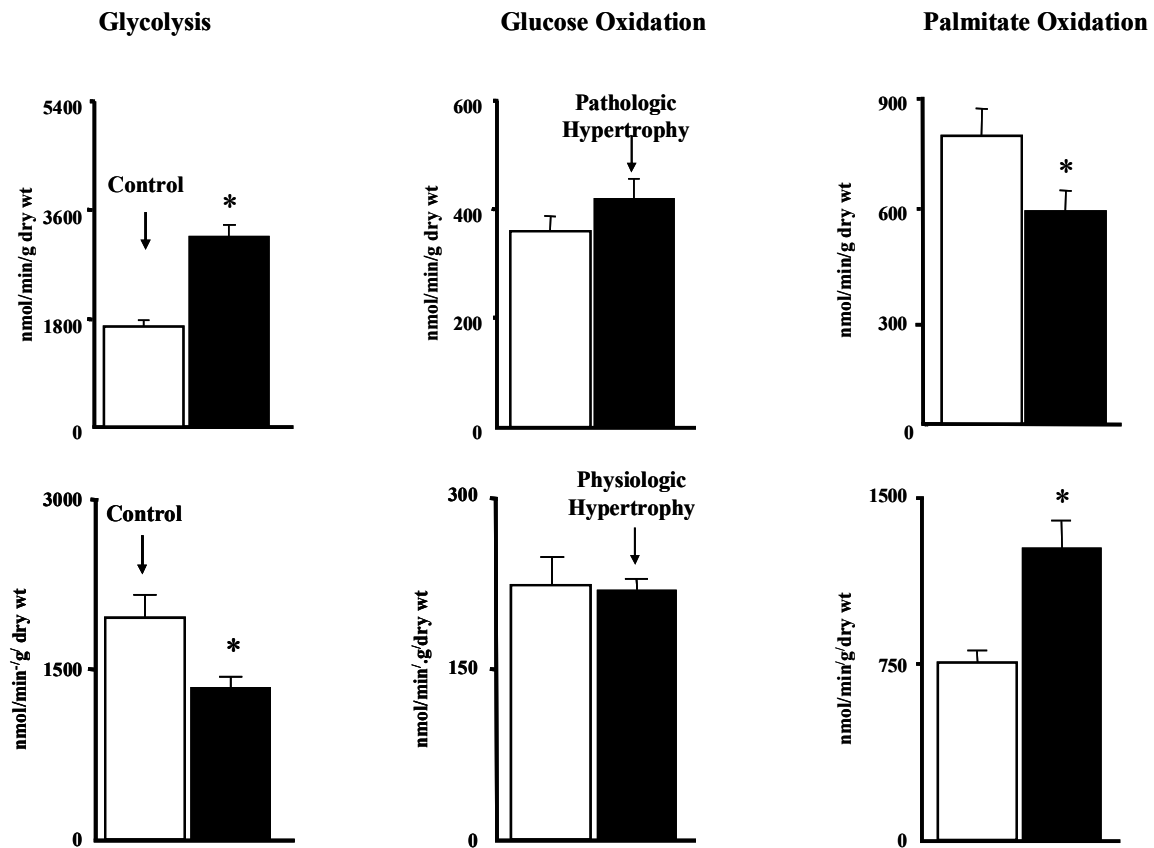 Glycolysis
Glucose Oxidation
Palmitate Oxidation
5400
3600
1800
0
nmol/min/g dry wt
Control
*
600
400
200
0
nmol/min/g dry wt
Pathologic
Hypertrophy
900
600
300
0
nmol/min/g dry wt
*
3000
1500
0
nmol/min-/g/ dry wt
Control
*
300
150
0
nmol/min/.g/dry wt
Physiologic
Hypertrophy
1500
750
0
nmol/min/g/dry wt
*